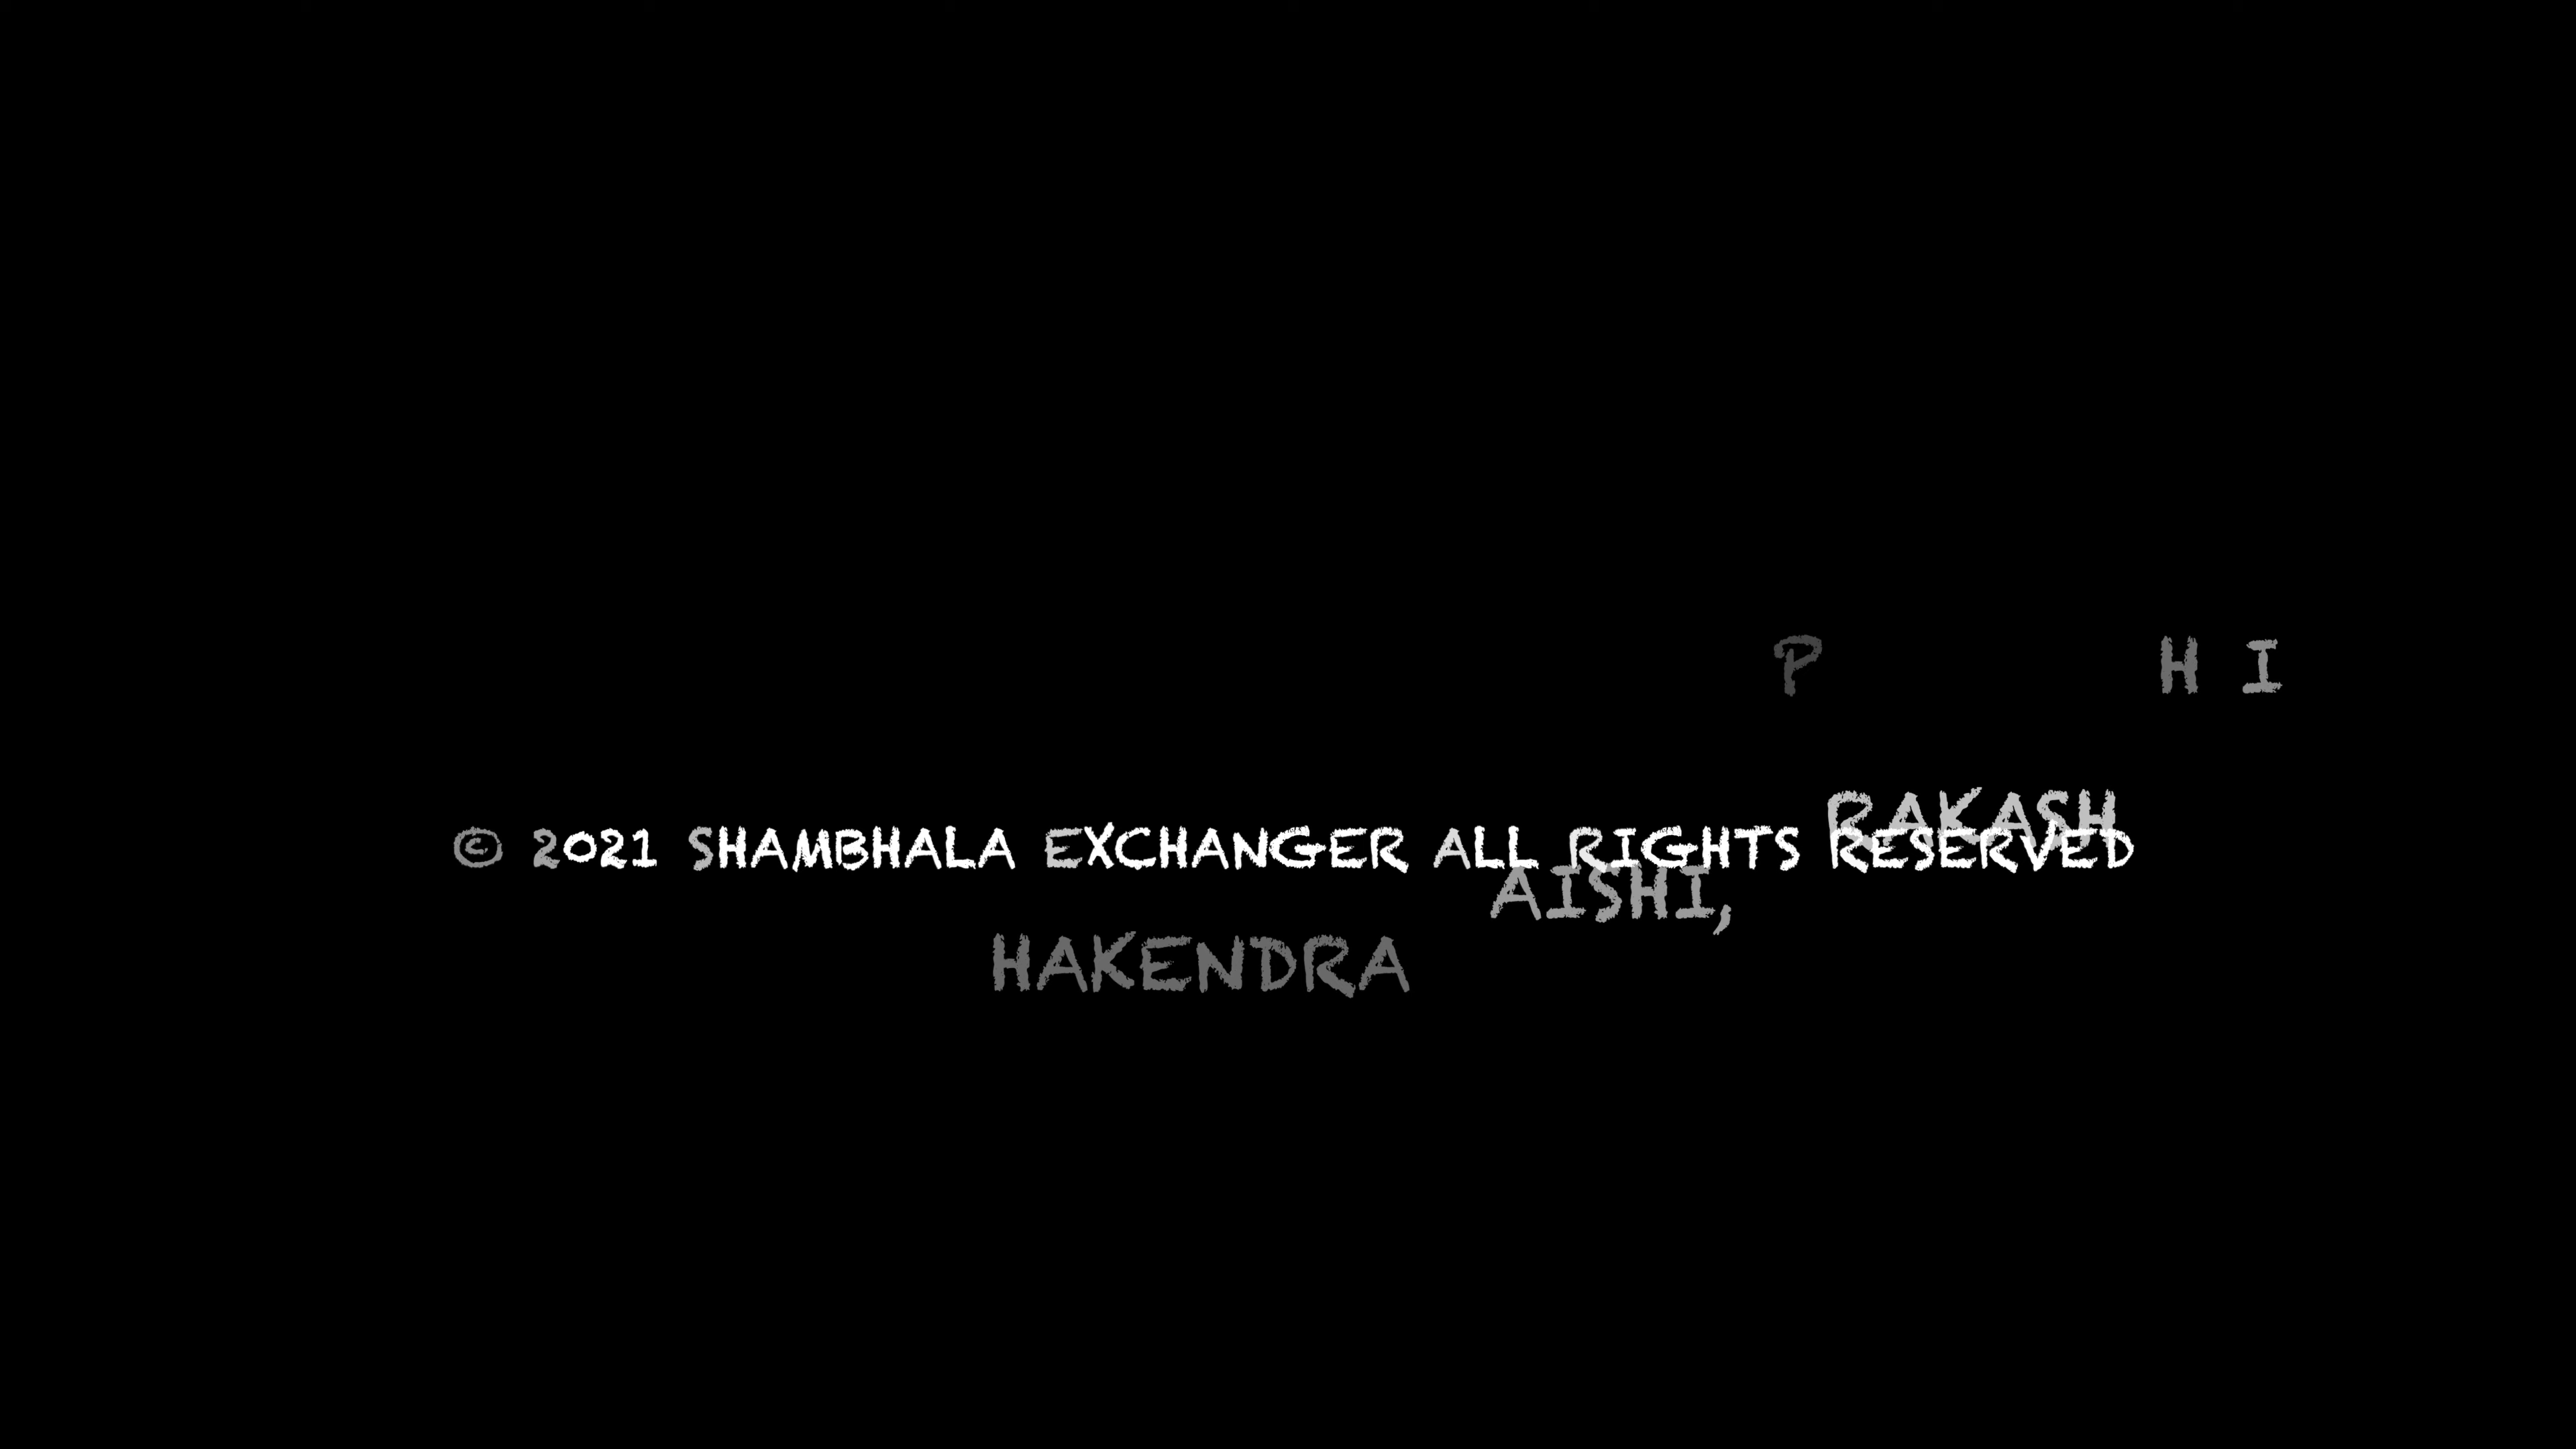 P H I
RAKASH
© 2021 SHAMBHALA EXCHANGER ALL RIGHTS RESERVED
AISHI,
HAKENDRA